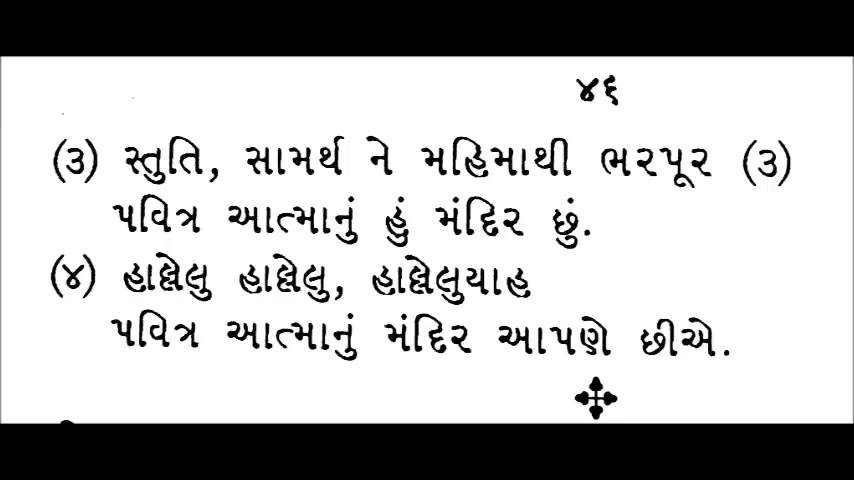 ૪૬
(૩) સ્તુતિ, સામર્થ ને મહિમાથી ભરપૂર (૩)
પવિત્ર આત્માનું હું મંદિર છું.
(૪) હાલ્લેલુ હાલ્લેલુ, હાલ્લેલુયાહ
પવિત્ર આત્માનું મંદિર આપણે છીએ.